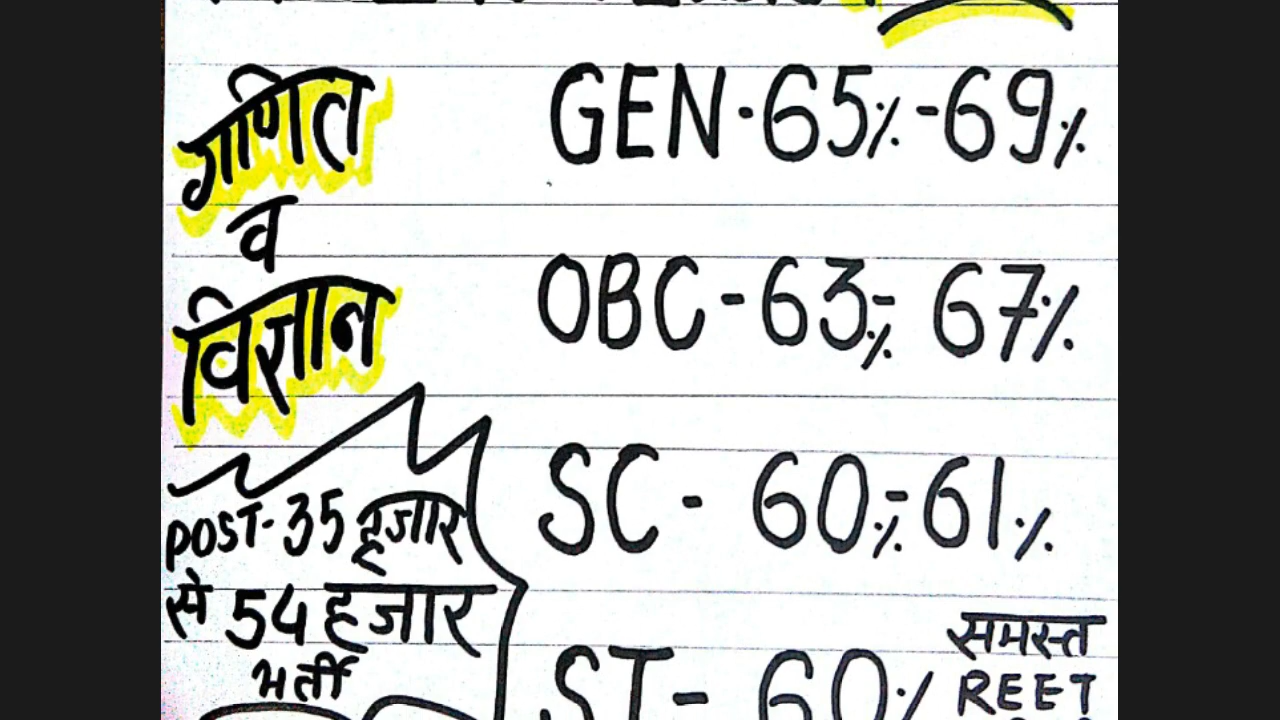 गणित
व
विज्ञान
POST-35 हजार
से 54 हजार
भर्ती
GEN-65%-69%
OBC-63%-67%
SC-60%-61%
ST-60%
समस्त
REET